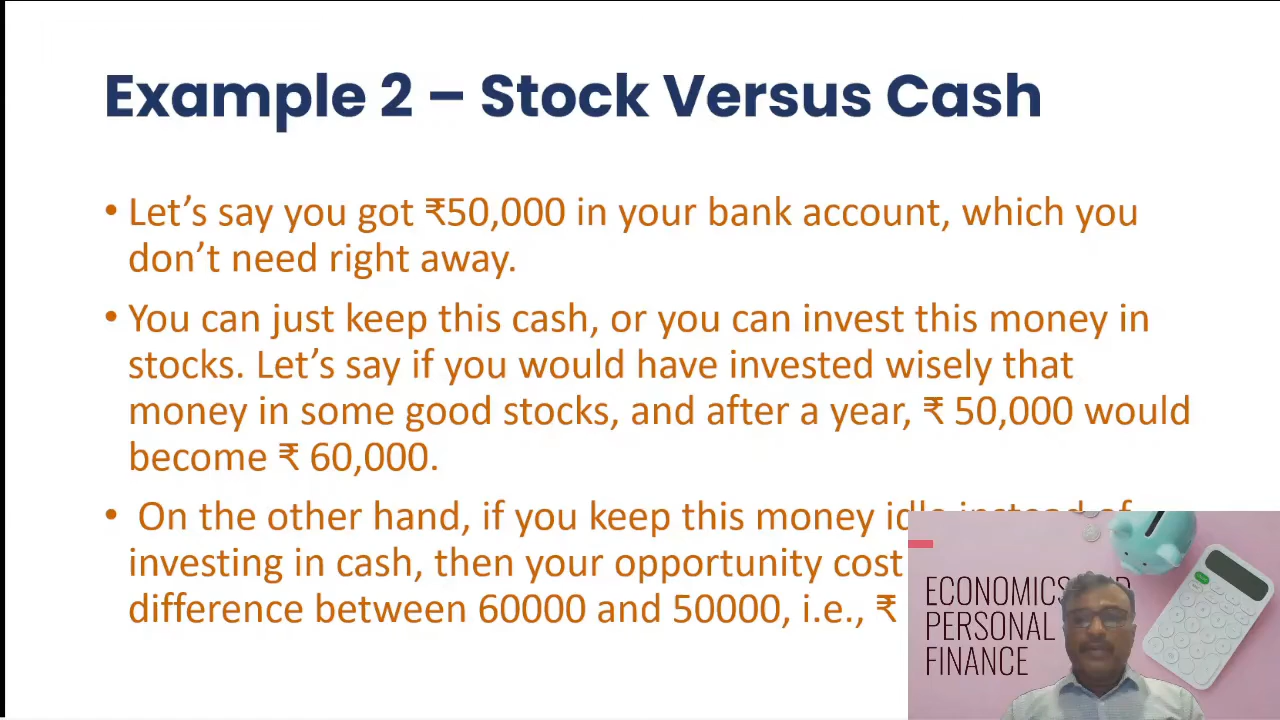 Example 2 – Stock Versus Cash
• Let’s say you got ₹50,000 in your bank account, which you
don’t need right away.
• You can just keep this cash, or you can invest this money in
stocks. Let’s say if you would have invested wisely that
money in some good stocks, and after a year, ₹ 50,000 would
become ₹ 60,000.
• On the other hand, if you keep this money idle instead of
investing in cash, then your opportunity cost
difference between 60000 and 50000, i.e., ₹
ECONOMICS
PERSONAL
FINANCE